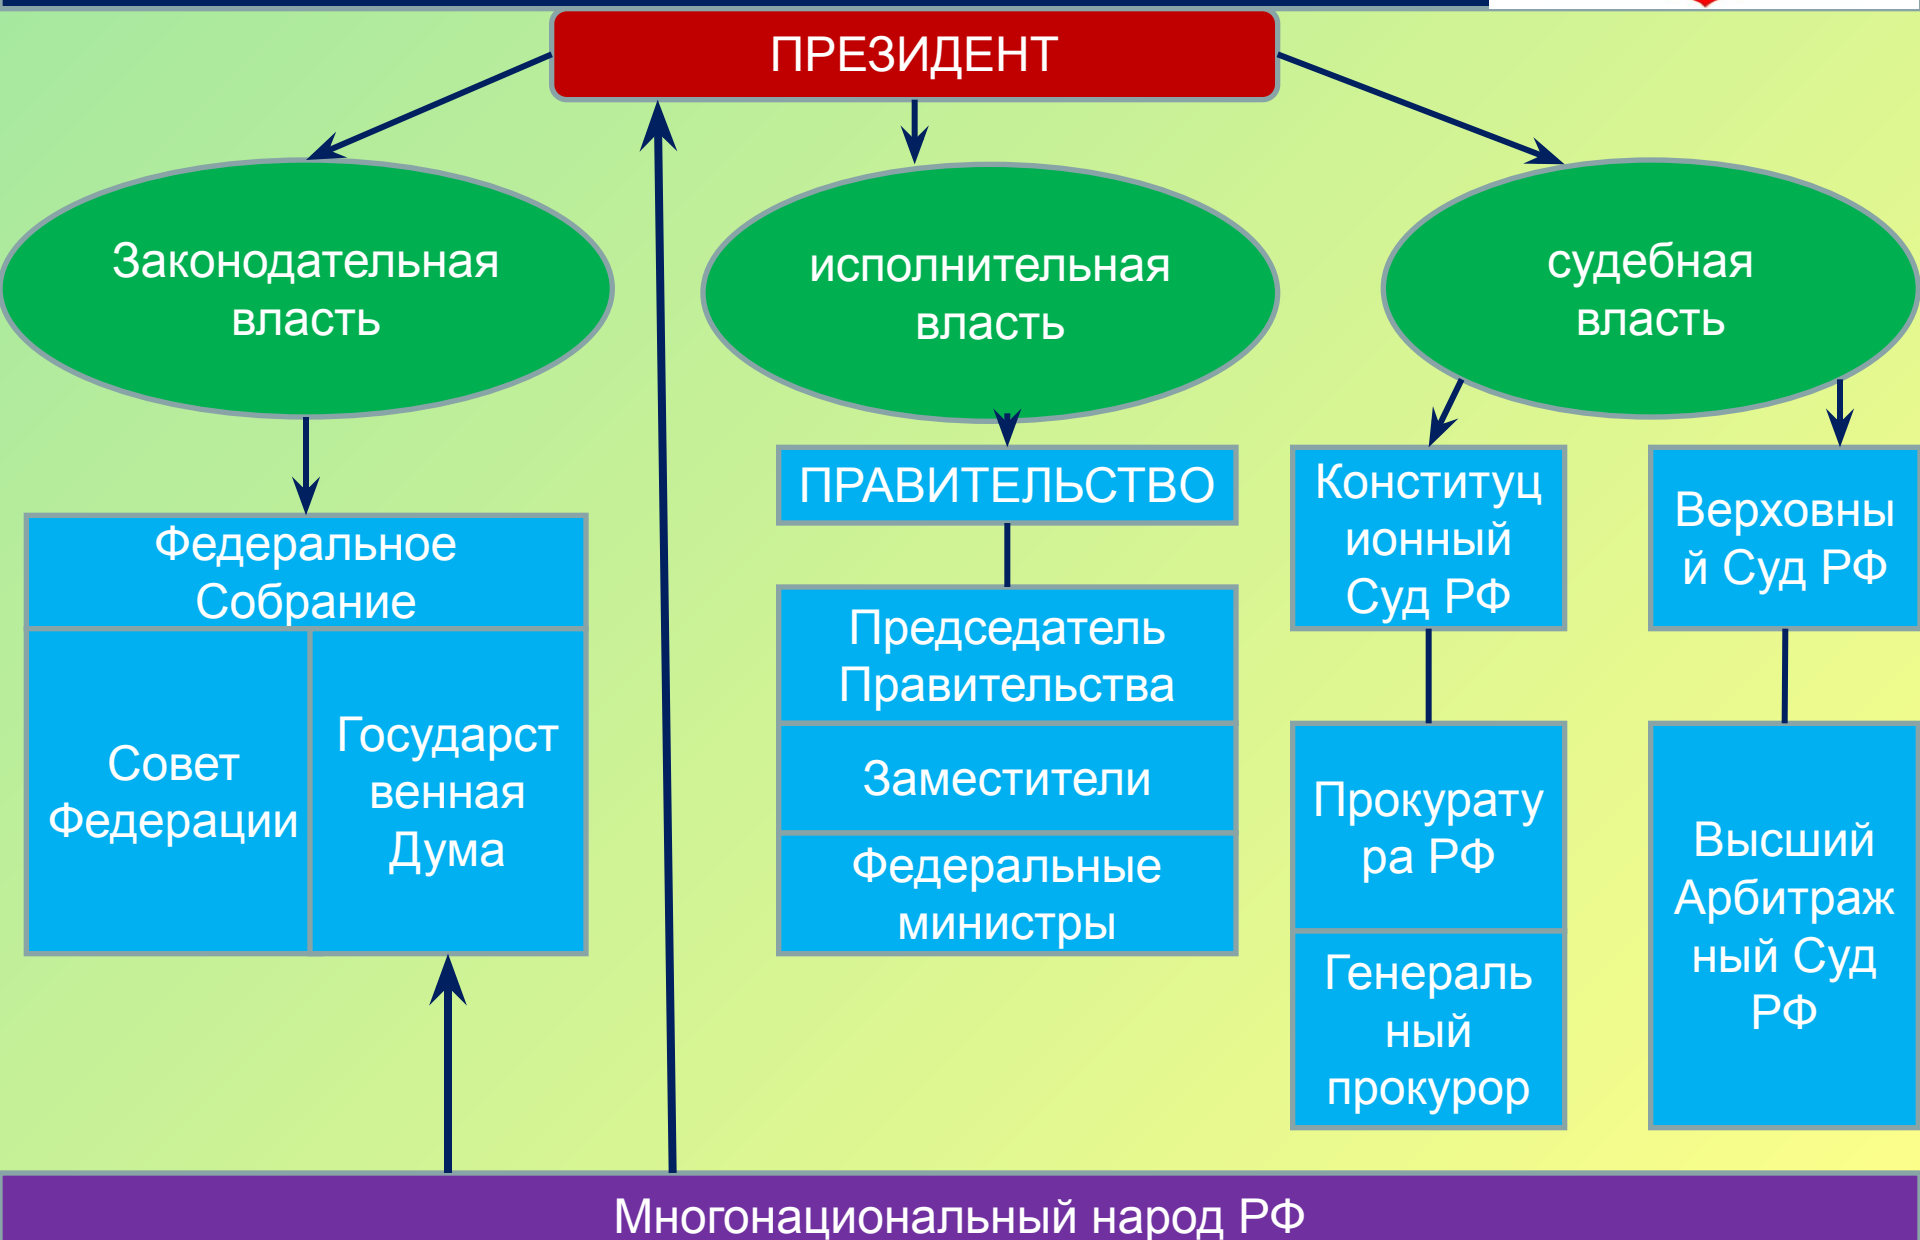 ПРЕЗИДЕНТ
Законодательная
власть
исполнительная
власть
судебная
власть
Федеральное
Собрание
Совет
Федерации
Государст
венная
Дума
ПРАВИТЕЛЬСТВО
Председатель
Правительства
Заместители
Федеральные
министры
Конституц
ионный
Суд РФ
Прокурату
ра РФ
Генераль
ный
прокурор
Верховны
й Суд РФ
Высший
Арбитраж
ный Суд
РФ
Многонациональный народ РФ